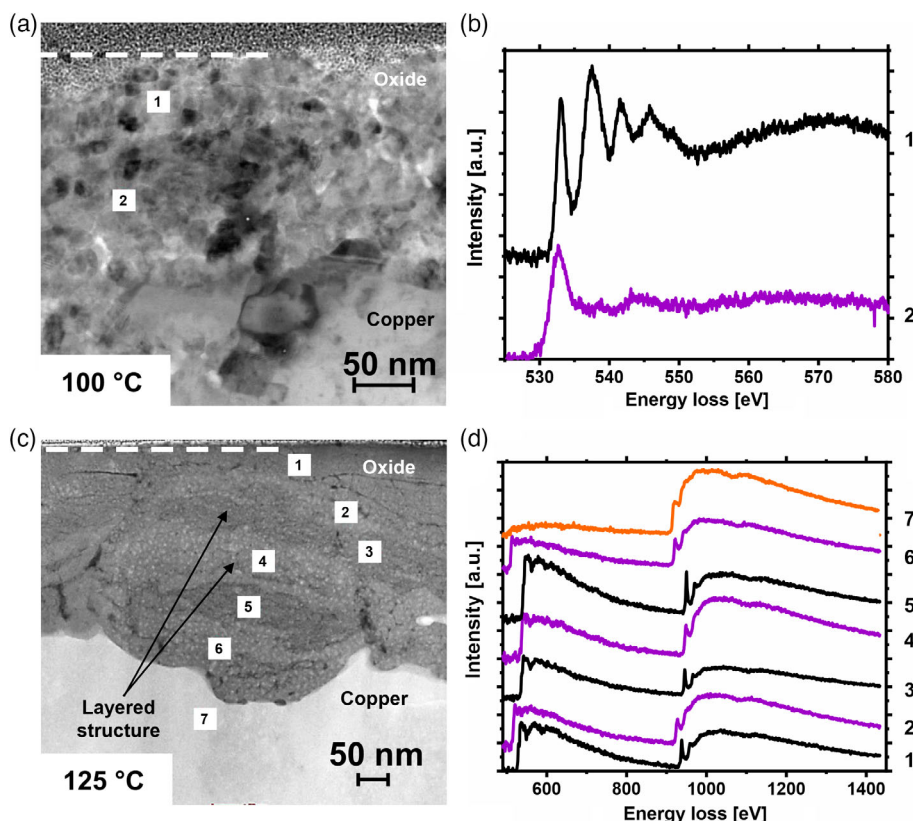 (a)
Oxide
1
2
Copper
100 °C
50 nm
(b)
Intensity [a.u.]
1
2
530 540 550 560 570 580
Energy loss [eV]
(c)
1
Oxide
2
3
4
5
6
Layered
structure
7
Copper
125 °C
50 nm
(d)
Intensity [a.u.]
7
6
5
4
3
2
1
600 800 1000 1200 1400
Energy loss [eV]